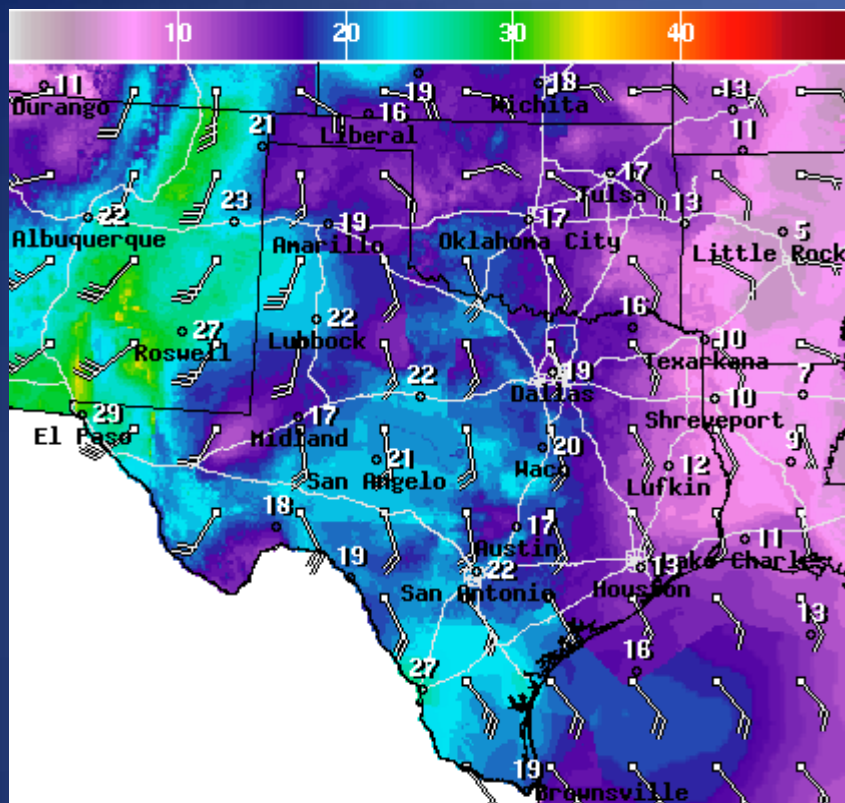 10 20 30 40
11 19 18 13
Durango 16 Wichita
21 Liberal 11
17
22 23 19 Tulsa
Albuquerque Amarillo 17 13 5
Oklahoma City Little Rock
27 22 16 10
Roswell Lubbock Texarkana
22 19 7
29 17 Dallas 10
El Paso Midland Shreveport
21 20 12 9
San Angelo Waco Lufkin
18 17 11
Austin Lake Charles
19 22 13
San Antonio Houston
13
27 16
19
Brownsville